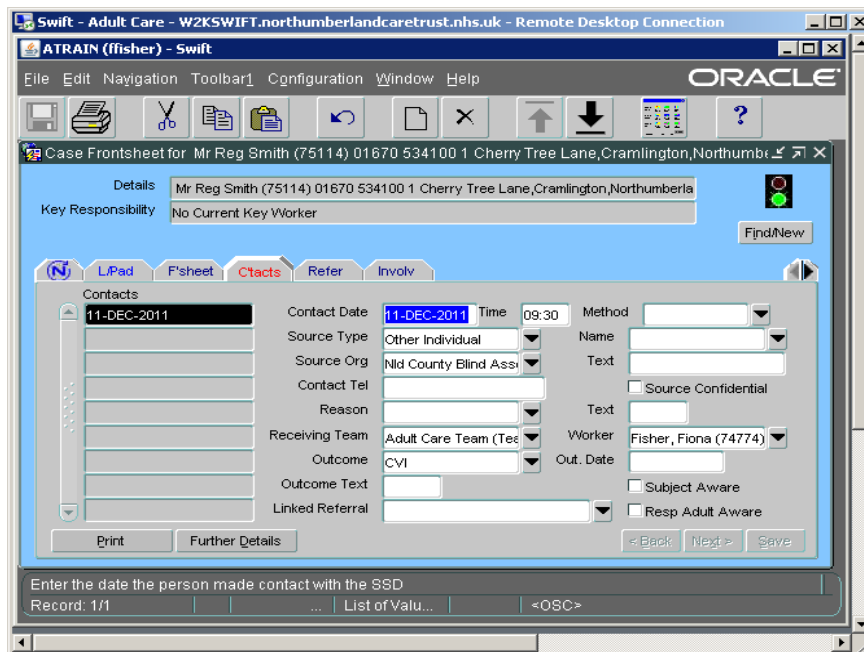 Swift - Adult Care - W2KSWIFT.northumberlandcaretrust.nhs.uk - Remote Desktop Connection
ATRAIN (ffisher) - Swift
File Edit Navigation Toolbar1 Configuration Window Help ORACLE
?
Case Frontsheet for Mr Reg Smith (75114) 01670 534100 1 Cherry Tree Lane,Cramlington,Northumbe
Details Mr Reg Smith (75114) 01670 534100 1 Cherry Tree Lane,Cramlington,Northumberla
Key Responsibility No Current Key Worker
Find/New
N L/Pad F'sheet C'tacts Refer Involv
Contacts
11-DEC-2011 Contact Date 11-DEC-2011 Time 09:30 Method
Source Type Other Individual Name
Source Org Nld County Blind Ass Text
Contact Tel Source Confidential
Reason Text
Receiving Team Adult Care Team (Tea Worker Fisher, Fiona (74774)
Outcome CVI Out. Date
Outcome Text Subject Aware
Linked Referral Resp Adult Aware
Print Further Details < Back Next > Save
Enter the date the person made contact with the SSD
Record: 1/1 ... List of Valu... <OSC>